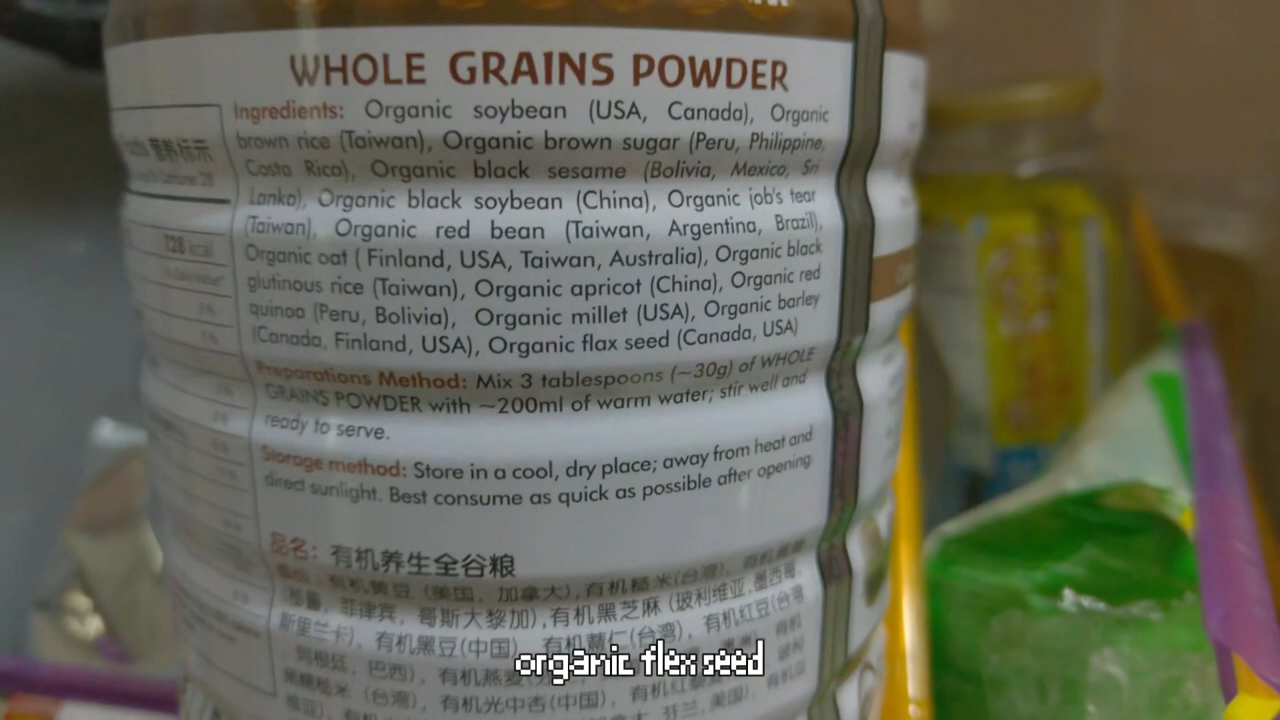 WHOLE GRAINS POWDER
Ingredients: Organic soybean (USA, Canada), Organic
brown rice (Taiwan), Organic brown sugar (Peru, Philippine,
Costa Rica), Organic black sesame (Bolivia, Mexico, Sri
Lanka), Organic black soybean (China), Organic job's tear
(Taiwan), Organic red bean (Taiwan, Argentina, Brazil),
Organic oat ( Finland, USA, Taiwan, Australia), Organic black
glutinous rice (Taiwan), Organic apricot (China), Organic red
quinoa (Peru, Bolivia), Organic millet (USA), Organic barley
(Canada, Finland, USA), Organic flax seed (Canada, USA)
Preparations Method: Mix 3 tablespoons (~30g) of WHOLE
GRAINS POWDER with ~200ml of warm water; stir well and
ready to serve.
Storage method: Store in a cool, dry place; away from heat and
direct sunlight. Best consume as quick as possible after opening
品名: 有机养生全谷粮
有机黄豆 (美国, 加拿大), 有机糙米(台湾),
菲律宾, 哥斯大黎加), 有机黑芝麻 (玻利维亚, 墨西哥,
斯里兰卡), 有机黑豆(中国), 有机薏仁(台湾), 有机红豆(台湾
阿根廷, 巴西), 有机燕麦
黑糯糙米 (台湾), 有机光中杏(中国),
营养标示
128 kcal
organic flex seed